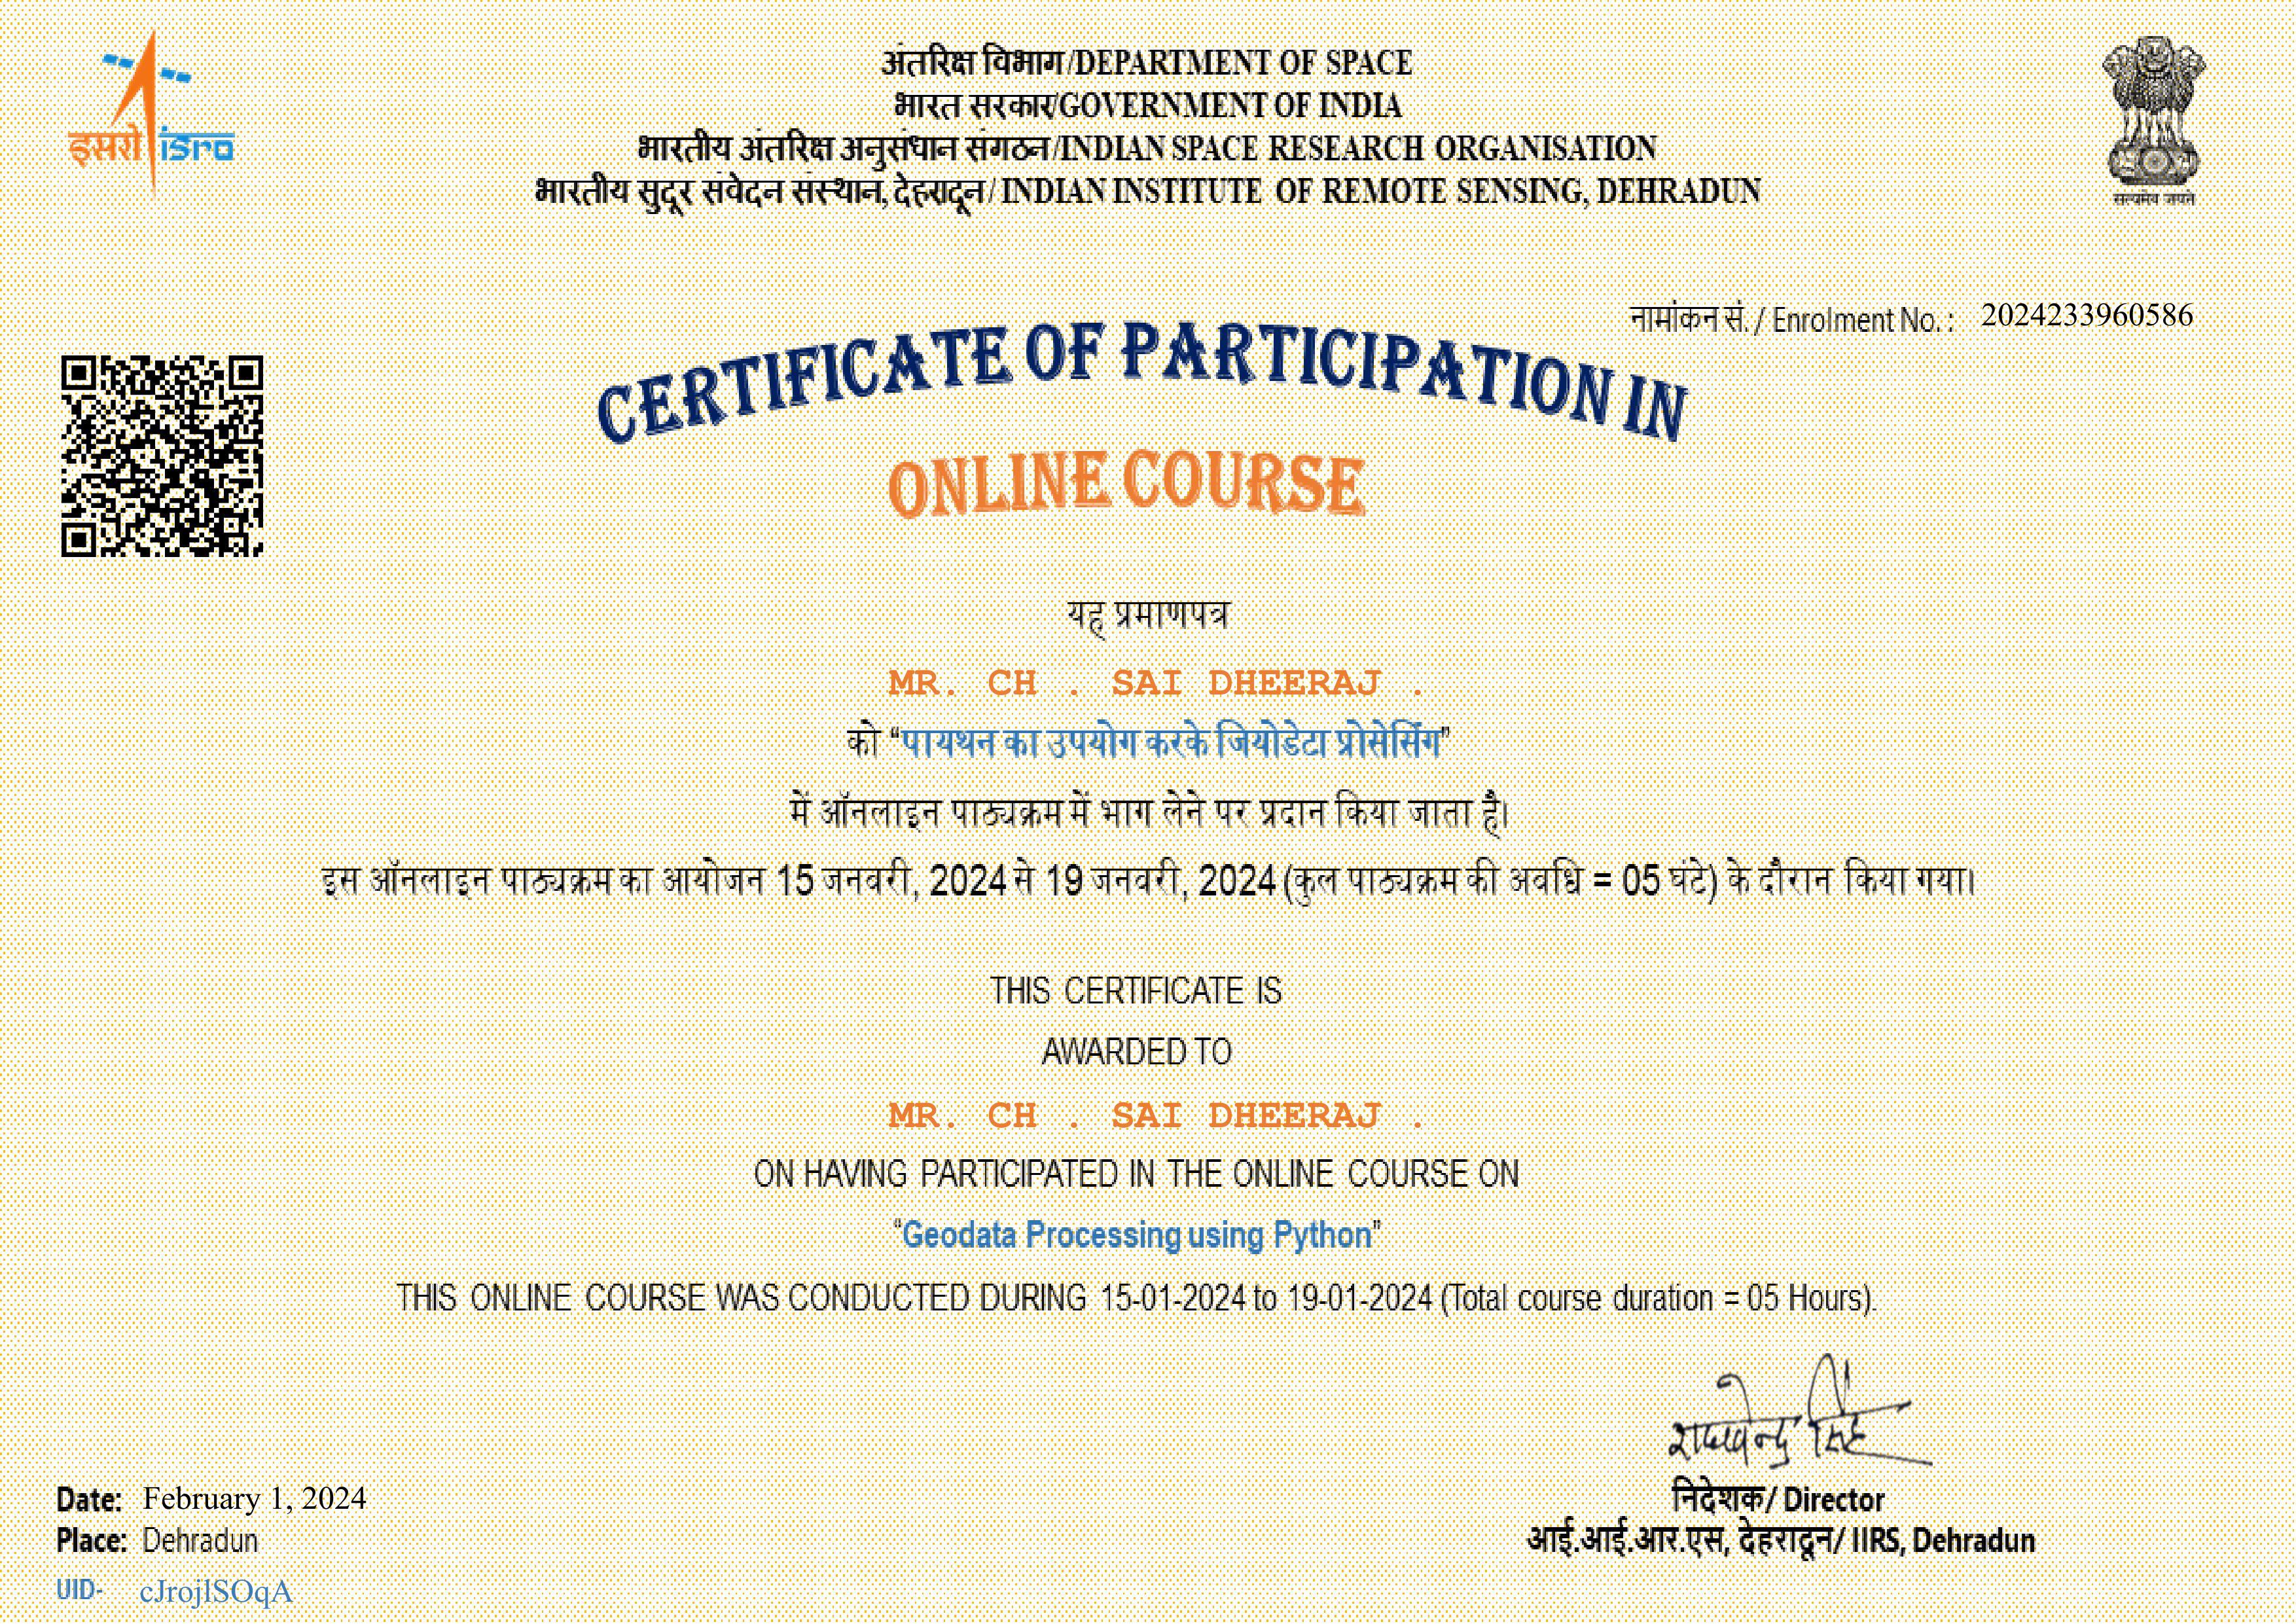 इसरो isro
अंतरिक्ष विभाग/DEPARTMENT OF SPACE
भारत सरकार/GOVERNMENT OF INDIA
भारतीय अंतरिक्ष अनुसंधान संगठन/INDIAN SPACE RESEARCH ORGANISATION
भारतीय सुदूर संवेदन संस्थान, देहरादून/ INDIAN INSTITUTE OF REMOTE SENSING, DEHRADUN
सत्यमेव जयते
नामांकन सं. / Enrolment No. : 2024233960586
CERTIFICATE OF PARTICIPATION IN
ONLINE COURSE
यह प्रमाणपत्र
MR. CH . SAI DHEERAJ .
को “पायथन का उपयोग करके जियोडेटा प्रोसेसिंग”
में ऑनलाइन पाठ्यक्रम में भाग लेने पर प्रदान किया जाता है।
इस ऑनलाइन पाठ्यक्रम का आयोजन 15 जनवरी, 2024 से 19 जनवरी, 2024 (कुल पाठ्यक्रम की अवधि = 05 घंटे) के दौरान किया गया।
THIS CERTIFICATE IS
AWARDED TO
MR. CH . SAI DHEERAJ .
ON HAVING PARTICIPATED IN THE ONLINE COURSE ON
“Geodata Processing using Python”
THIS ONLINE COURSE WAS CONDUCTED DURING 15-01-2024 to 19-01-2024 (Total course duration = 05 Hours).
राघवेन्द्र सिंह
निदेशक/ Director
आई.आई.आर.एस, देहरादून/ IIRS, Dehradun
Date: February 1, 2024
Place: Dehradun
UID- cJrojlSOqA